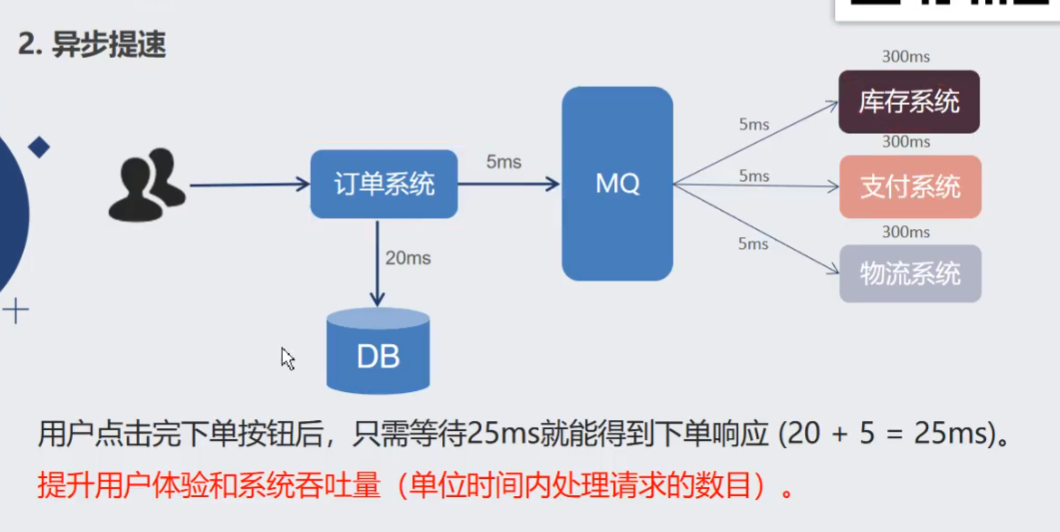 2. 异步提速
300ms
库存系统
5ms
300ms
订单系统
5ms
MQ
5ms
支付系统
20ms
5ms
300ms
物流系统
DB
用户点击完下单按钮后，只需等待25ms就能得到下单响应 (20 + 5 = 25ms)。
提升用户体验和系统吞吐量（单位时间内处理请求的数目）。